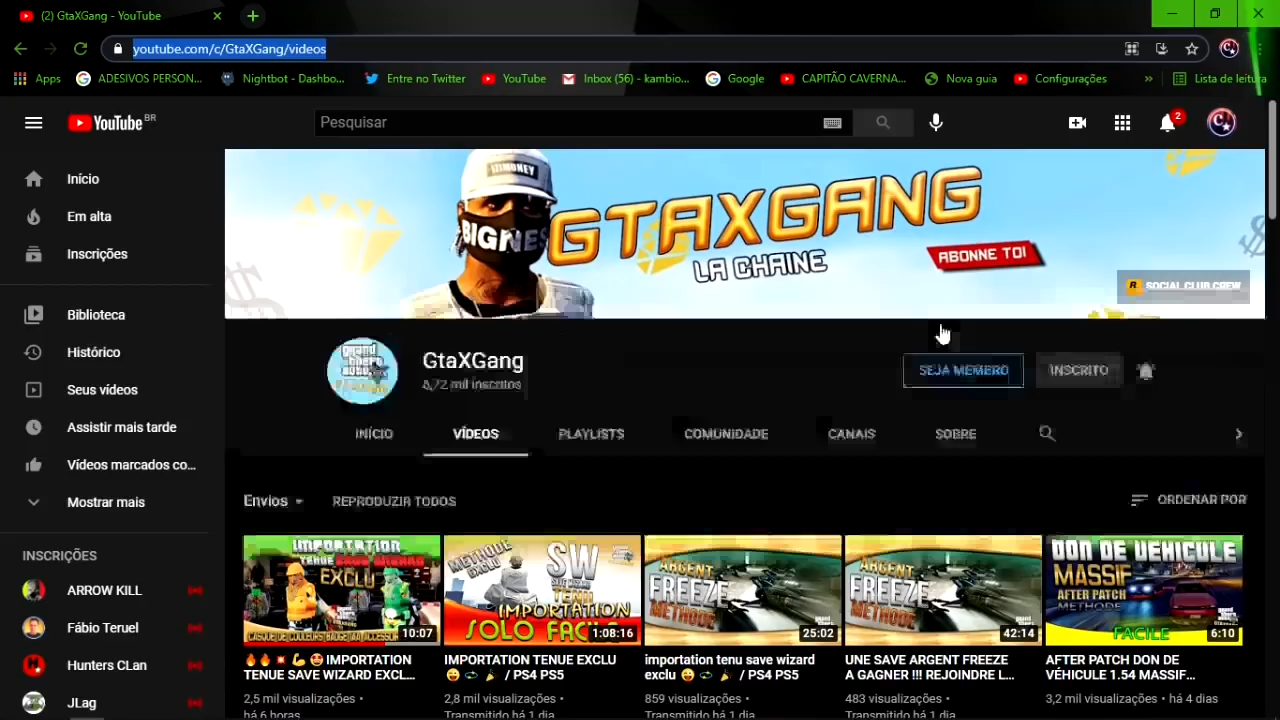 (2) GtaXGang - YouTube
youtube.com/c/GtaXGang/videos
Apps ADESIVOS PERSON... Nightbot - Dashbo... Entre no Twitter YouTube Inbox (56) - kambio... Google CAPITÃO CAVERNA... Nova guia Configurações » Lista de leitura
YouTube BR
Pesquisar
2
Início
Em alta
Inscrições
Biblioteca
Histórico
Seus vídeos
Assistir mais tarde
Vídeos marcados co...
Mostrar mais
INSCRIÇÕES
ARROW KILL
Fábio Teruel
Hunters CLan
JLag
IZIMONEY
BIGNES
GTAXGANG
LA CHAINE
ABONNE TOI
SOCIAL CLUB CREW
GtaXGang
mil inscritos
SEJA MEMBRO
INSCRITO
INÍCIO VÍDEOS PLAYLISTS COMUNIDADE CANAIS SOBRE
Envios REPRODUZIR TODOS ORDENAR POR
IMPORTATION
TENUE SAVE WIZARD
EXCLU
10:07
METHODE
SW
TENUE
IMPORTATION
SOLO FACILE
1:08:16
ARGENT
FREEZE
METHODE
25:02
ARGENT
FREEZE
METHODE
42:14
DON DE VEHICULE
MASSIF
AFTER PATCH
METHODE
FACILE
6:10
🔥🔥💥💪🤩 IMPORTATION
TENUE SAVE WIZARD EXCL...
2,5 mil visualizações •
há 6 horas
IMPORTATION TENUE EXCLU
/ PS4 PS5
2,8 mil visualizações •
Transmitido há 1 dia
importation tenu save wizard
exclu / PS4 PS5
859 visualizações •
Transmitido há 1 dia
UNE SAVE ARGENT FREEZE
A GAGNER !!! REJOINDRE L...
483 visualizações •
Transmitido há 1 dia
AFTER PATCH DON DE
VÉHICULE 1.54 MASSIF...
3,2 mil visualizações • há 4 dias